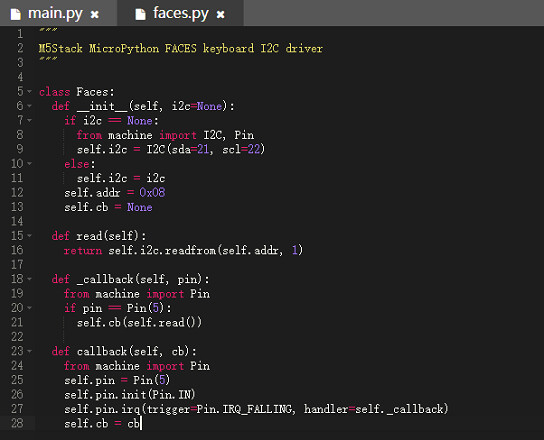 main.py × faces.py ×
1 """
2 M5Stack MicroPython FACES keyboard I2C driver
3 """
4
5 class Faces:
6   def __init__(self, i2c=None):
7     if i2c == None:
8       from machine import I2C, Pin
9       self.i2c = I2C(sda=21, scl=22)
10     else:
11       self.i2c = i2c
12     self.addr = 0x08
13     self.cb = None
14
15   def read(self):
16     return self.i2c.readfrom(self.addr, 1)
17
18   def _callback(self, pin):
19     from machine import Pin
20     if pin == Pin(5):
21       self.cb(self.read())
22
23   def callback(self, cb):
24     from machine import Pin
25     self.pin = Pin(5)
26     self.pin.init(Pin.IN)
27     self.pin.irq(trigger=Pin.IRQ_FALLING, handler=self._callback)
28     self.cb = cb